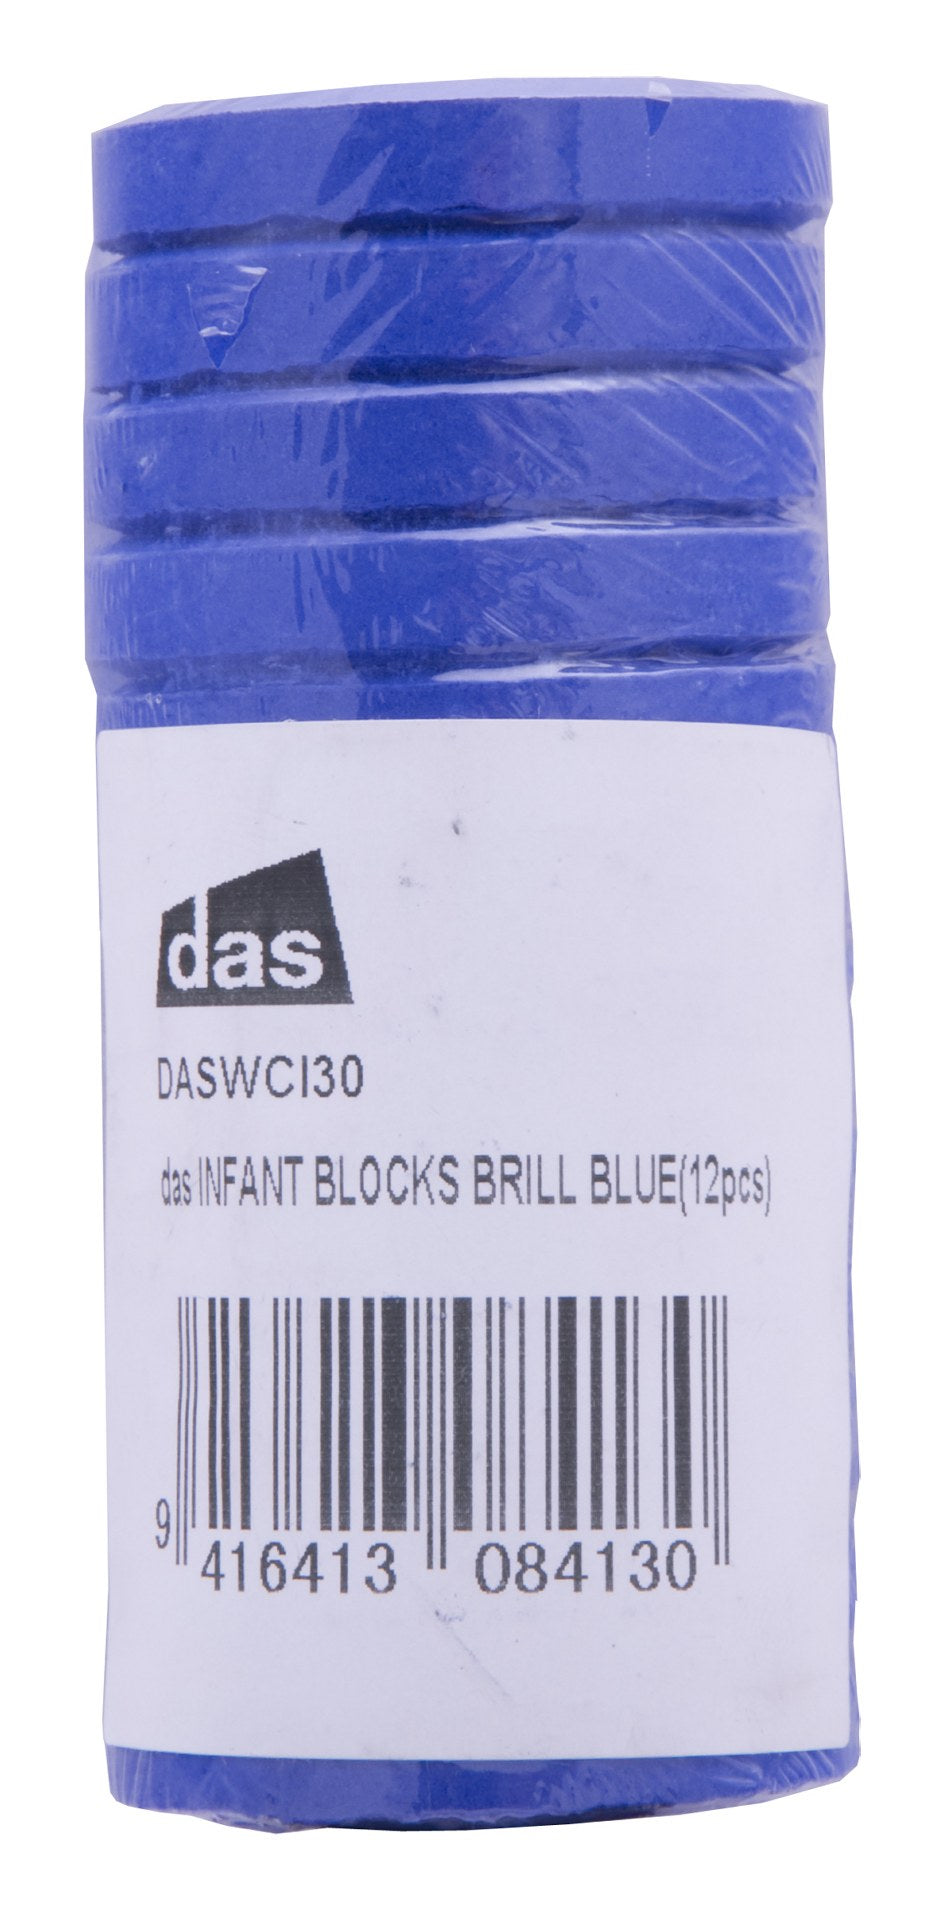 das
DASWCI30
das INFANT BLOCKS BRILL BLUE(12pcs)
9 416413 084130